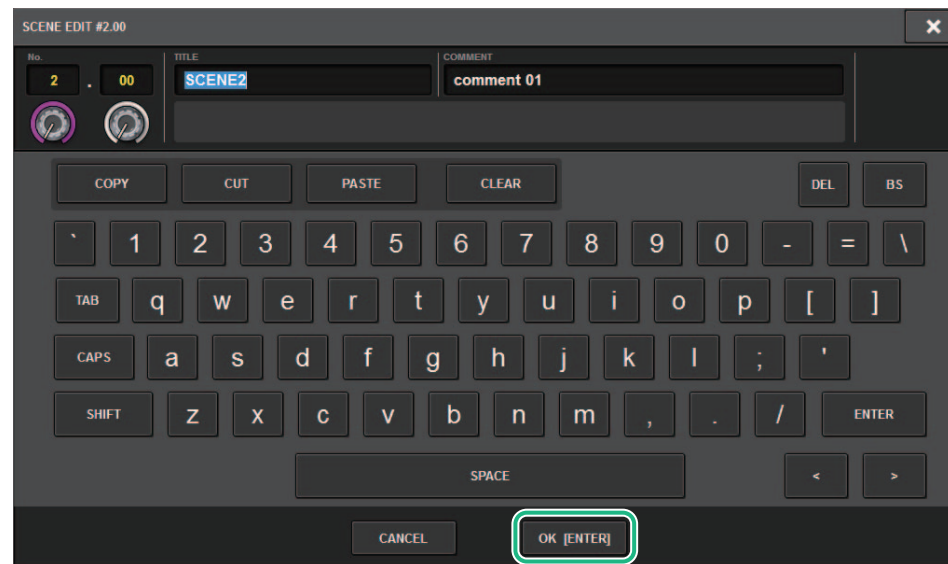 SCENE EDIT #2.00
×
No. TITLE COMMENT
2 . 00 SCENE2 comment 01
COPY CUT PASTE CLEAR DEL BS
` 1 2 3 4 5 6 7 8 9 0 - = \
TAB q w e r t y u i o p [ ]
CAPS a s d f g h j k l ; '
SHIFT z x c v b n m , . / ENTER
SPACE < >
CANCEL OK [ENTER]